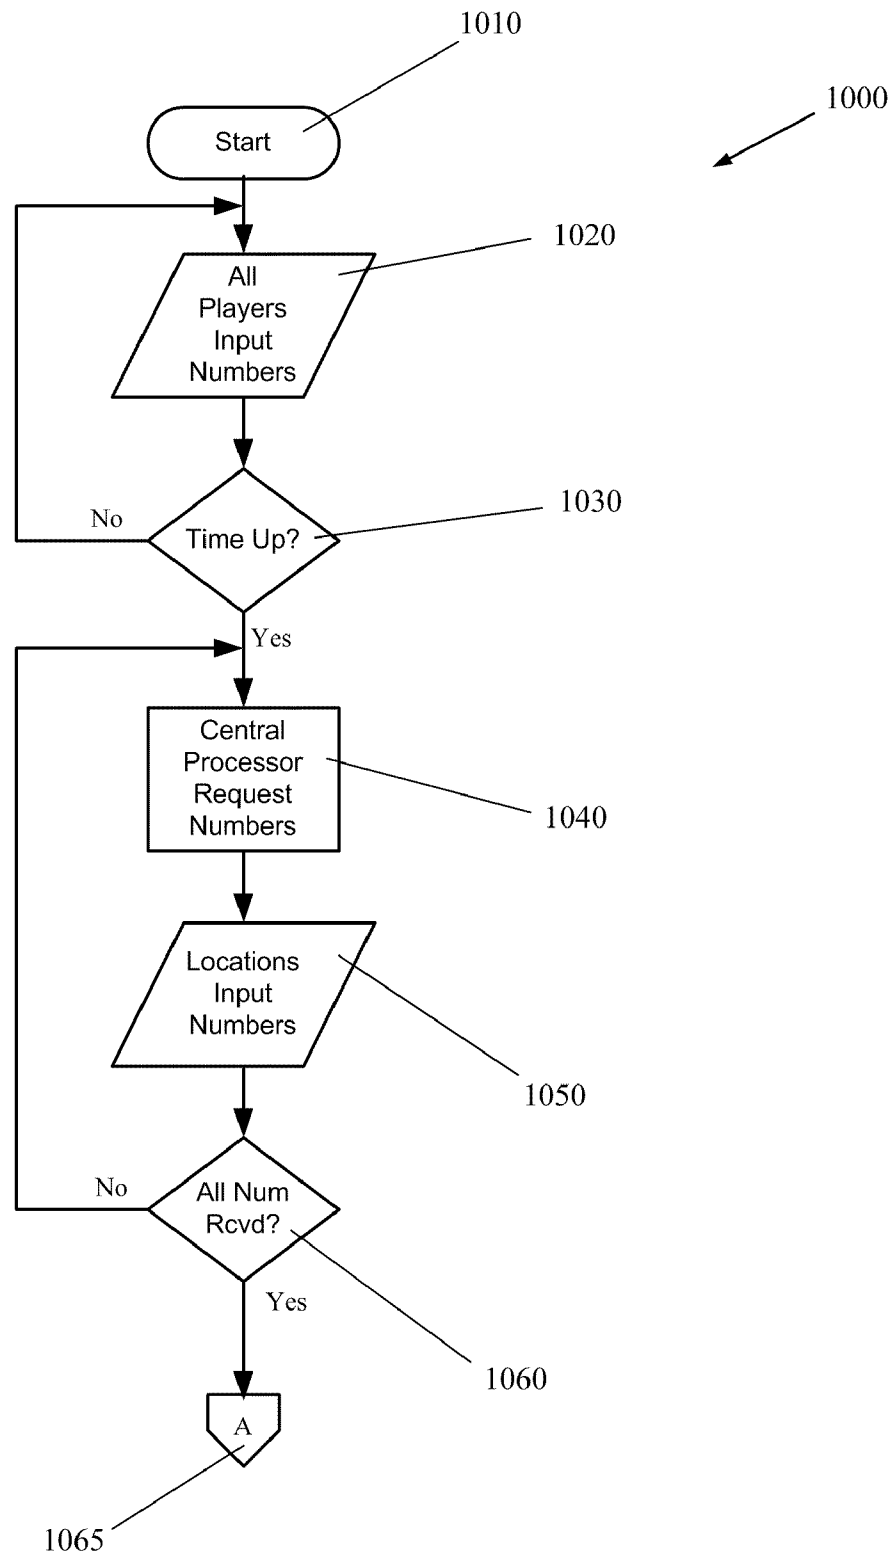 1010
1000
Start
1020
All
Players
Input
Numbers
1030
No
Time Up?
Yes
Central
Processor
Request
Numbers
1040
Locations
Input
Numbers
1050
No
All Num
Rcvd?
Yes
1060
A
1065